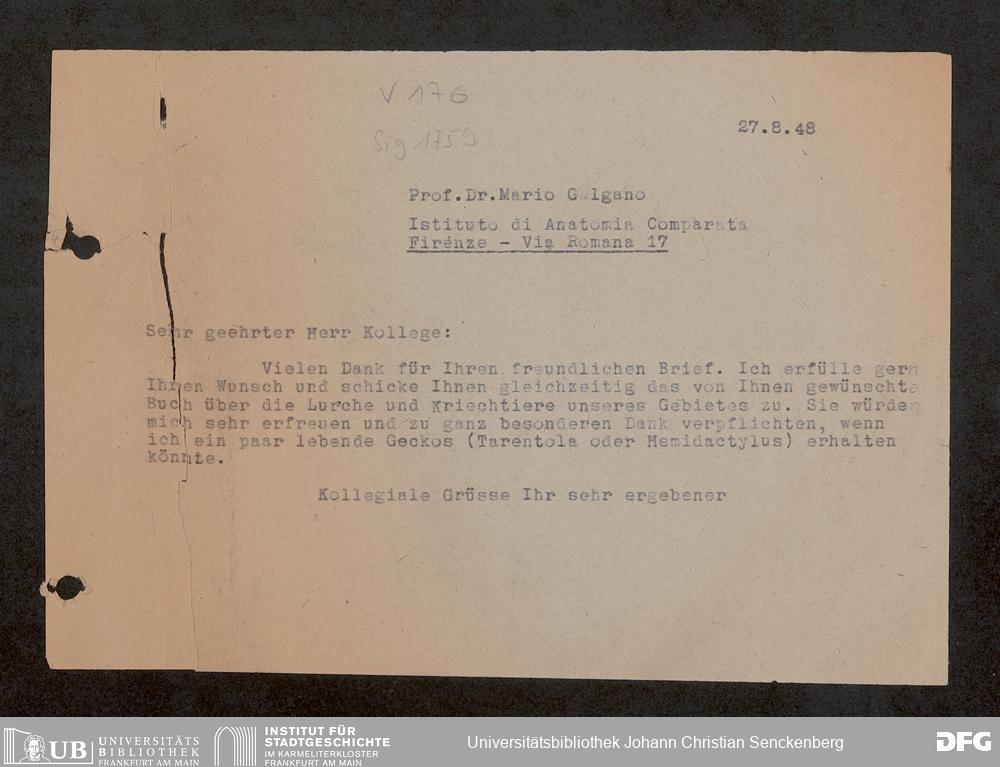 V 176
Sig 1759
27.8.48
Prof.Dr.Mario Galgano
Istituto di Anatomia Comparata
Firénze - Via Romana 17
Sehr geehrter Herr Kollege:
Vielen Dank für Ihren freundlichen Brief. Ich erfülle gern
Ihren Wunsch und schicke Ihnen gleichzeitig das von Ihnen gewünschte
Buch über die Lurche und Kriechtiere unseres Gebietes zu. Sie würden
mich sehr erfreuen und zu ganz besonderen Dank verpflichten, wenn
ich ein paar lebende Geckos (Tarentola oder Hemidactylus) erhalten
könnte.
Kollegiale Grüsse Ihr sehr ergebener
UB UNIVERSITÄTS
BIBLIOTHEK
FRANKFURT AM MAIN
INSTITUT FÜR
STADTGESCHICHTE
IM KARMELITERKLOSTER
FRANKFURT AM MAIN
Universitätsbibliothek Johann Christian Senckenberg
DFG